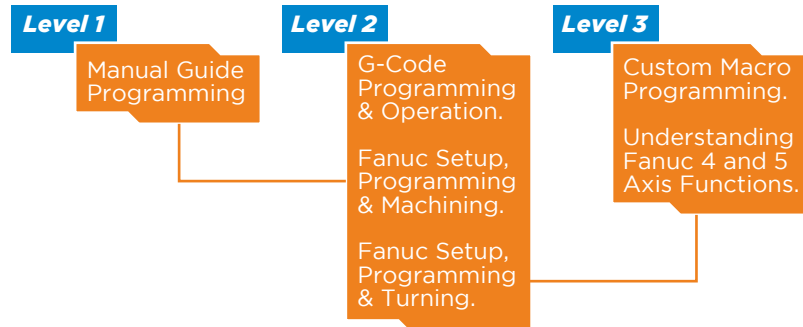 Level 1
Manual Guide
Programming
Level 2
G-Code
Programming
& Operation.
Fanuc Setup,
Programming
& Machining.
Fanuc Setup,
Programming
& Turning.
Level 3
Custom Macro
Programming.
Understanding
Fanuc 4 and 5
Axis Functions.